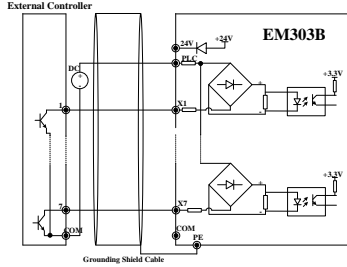 External Controller
EM303B
24V
+24V
PLC
DC
+
-
+3.3V
1
X1
+
-
+3.3V
7
X7
COM
COM
PE
Grounding Shield Cable